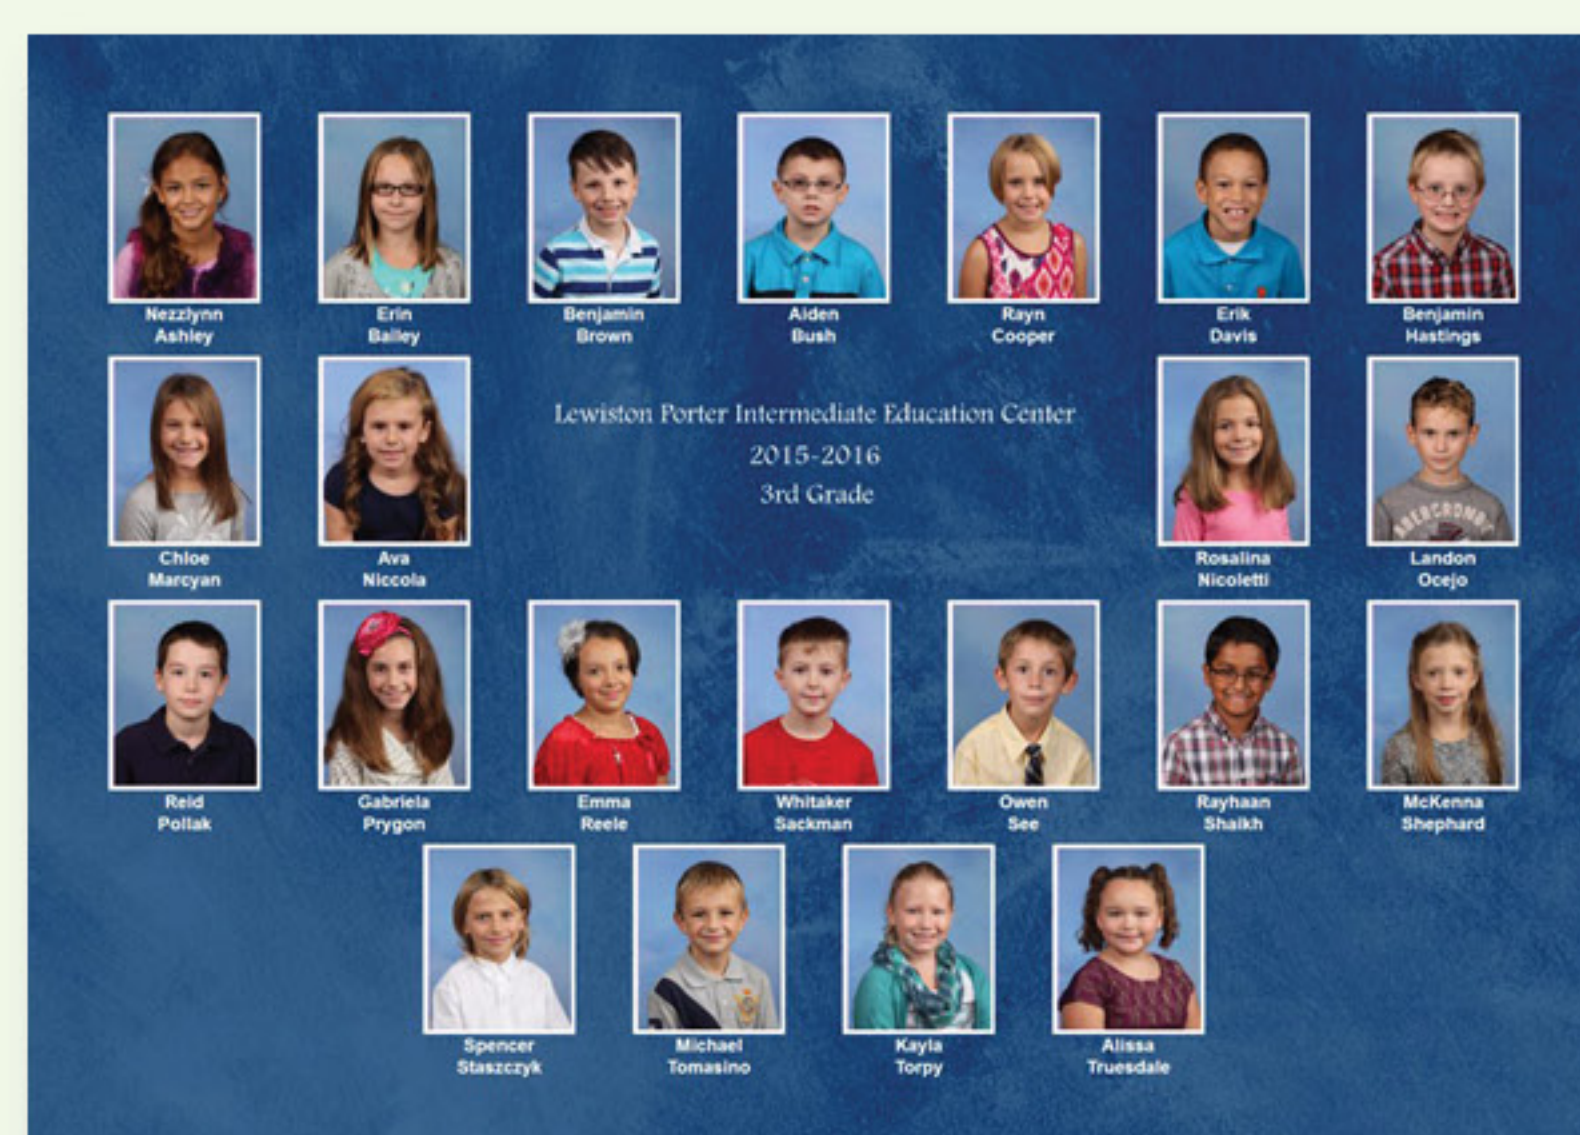 Nezzlynn
Ashley
Erin
Bailey
Benjamin
Brown
Aiden
Bush
Rayn
Cooper
Erik
Davis
Benjamin
Hastings
Lewiston Porter Intermediate Education Center
2015-2016
3rd Grade
Chloe
Marcyan
Ava
Niccola
Rosalina
Nicoletti
Landon
Ocejo
ABERCROMBIE
Reid
Pollak
Gabriela
Prygon
Emma
Reele
Whitaker
Sackman
Owen
See
Rayhaan
Shaikh
McKenna
Shephard
Spencer
Staszczyk
Michael
Tomasino
Kayla
Torpy
Alissa
Truesdale